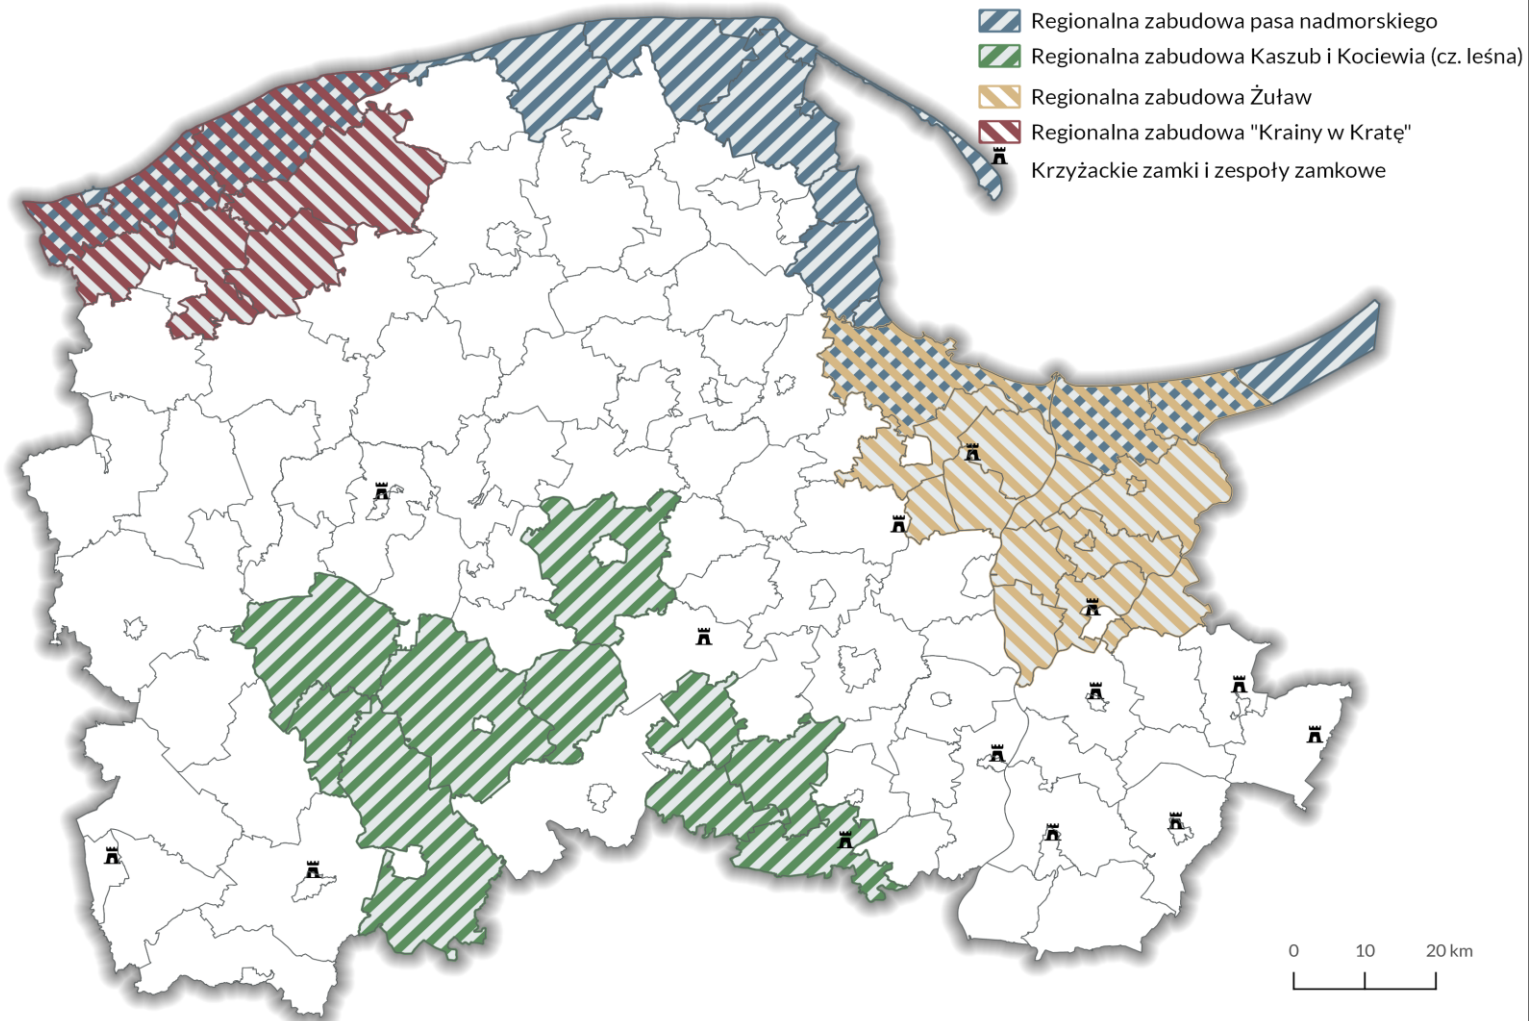 Regionalna zabudowa pasa nadmorskiego
Regionalna zabudowa Kaszub i Kociewia (cz. leśna)
Regionalna zabudowa Żuław
Regionalna zabudowa "Krainy w Kratę"
Krzyżackie zamki i zespoły zamkowe
0 10 20 km